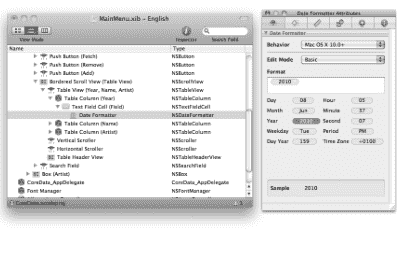 MainMenu.xib – English
View Mode
Inspector
Search Field
Name Type
Push Button (Fetch) NSButton
Push Button (Remove) NSButton
Push Button (Add) NSButton
Bordered Scroll View (Table View) NSScrollView
Table View (Year, Name, Artist) NSTableView
Table Column (Year) NSTableColumn
Text Field Cell (Field) NSTextFieldCell
Date Formatter NSDateFormatter
Table Column (Name) NSTableColumn
Table Column (Artist) NSTableColumn
Vertical Scroller NSScroller
Horizontal Scroller NSScroller
Table Header View NSTableHeaderView
Search Field NSSearchField
Box (Artist) NSBox
CoreData_AppDelegate CoreData_AppDelegate
Font Manager NSFontManager
Date Formatter Attributes
Date Formatter
Behavior Mac OS X 10.4+
Edit Mode Basic
Format
2010
Day 08 Hour 05
Month Jun Minute 37
Year 2010 Second 07
Weekday Tue Period PM
Day Year 159 Time Zone +0100
Sample 2010